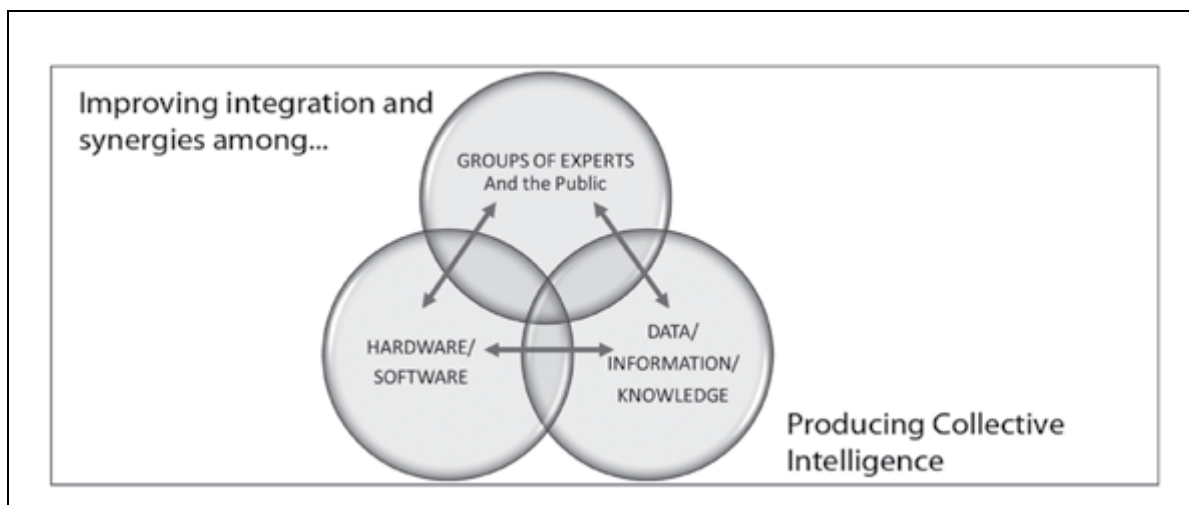 Improving integration and
synergies among...
GROUPS OF EXPERTS
And the Public
HARDWARE/
SOFTWARE
DATA/
INFORMATION/
KNOWLEDGE
Producing Collective
Intelligence